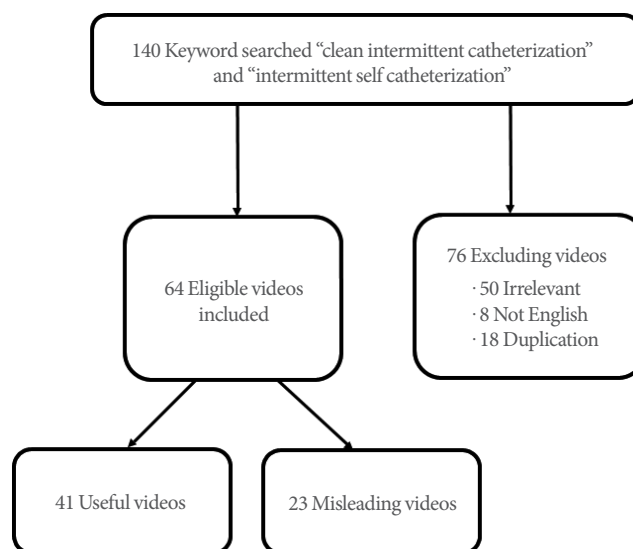 140 Keyword searched “clean intermittent catheterization”
and “intermittent self catheterization”
64 Eligible videos
included
76 Excluding videos
· 50 Irrelevant
· 8 Not English
· 18 Duplication
41 Useful videos
23 Misleading videos